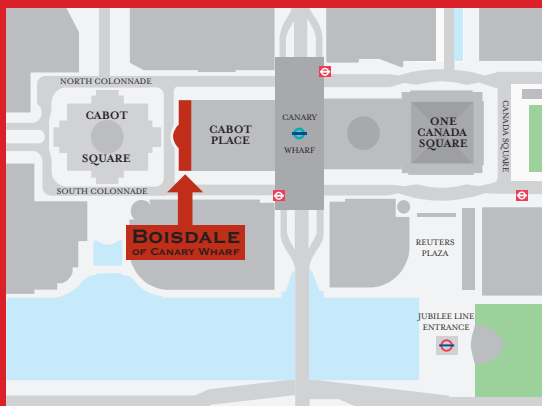 NORTH COLONNADE
CABOT
SQUARE
CABOT
PLACE
CANARY
WHARF
ONE
CANADA
SQUARE
CANADA SQUARE
SOUTH COLONNADE
BOISDALE
OF CANARY WHARF
REUTERS
PLAZA
JUBILEE LINE
ENTRANCE